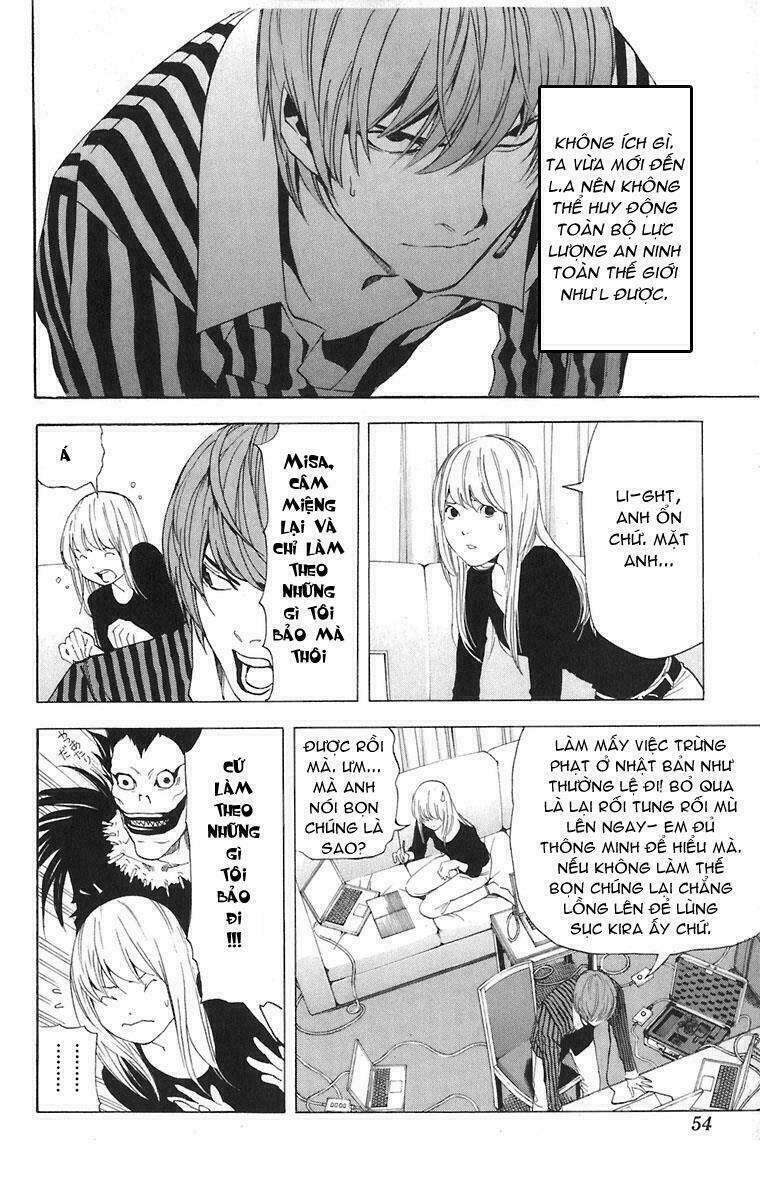 KHÔNG ÍCH GÌ.
TA VỪA MỚI ĐẾN
L.A NÊN KHÔNG
THỂ HUY ĐỘNG
TOÀN BỘ LỰC
LƯỢNG AN NINH
TOÀN THẾ GIỚI
NHƯ L ĐƯỢC.
LI-GHT,
ANH ỔN
CHỨ. MẶT
ANH...
MISA,
CÂM
MIỆNG
LẠI VÀ
CHỈ LÀM
THEO
NHỮNG
GÌ TÔI
BẢO MÀ
THÔI
Á
LÀM MẤY VIỆC TRỪNG
PHẠT Ở NHẬT BẢN NHƯ
THƯỜNG LỆ ĐI! BỎ QUA
LÀ LẠI RỐI TUNG RỐI MÙ
LÊN NGAY- EM ĐỦ
THÔNG MINH ĐỂ HIỂU MÀ.
NẾU KHÔNG LÀM THẾ
BỌN CHÚNG LẠI CHẲNG
LỒNG LÊN ĐẺ LÙNG
SỤC KIRA ẤY CHỨ.
ĐƯỢC RỒI
MÀ, ƯM...
MÀ ANH
NÓI BỌN
CHÚNG LÀ
SAO?
CỨ
LÀM
THEO
NHỮNG
GÌ
TÔI
BẢO
ĐI
!!!
.........
54